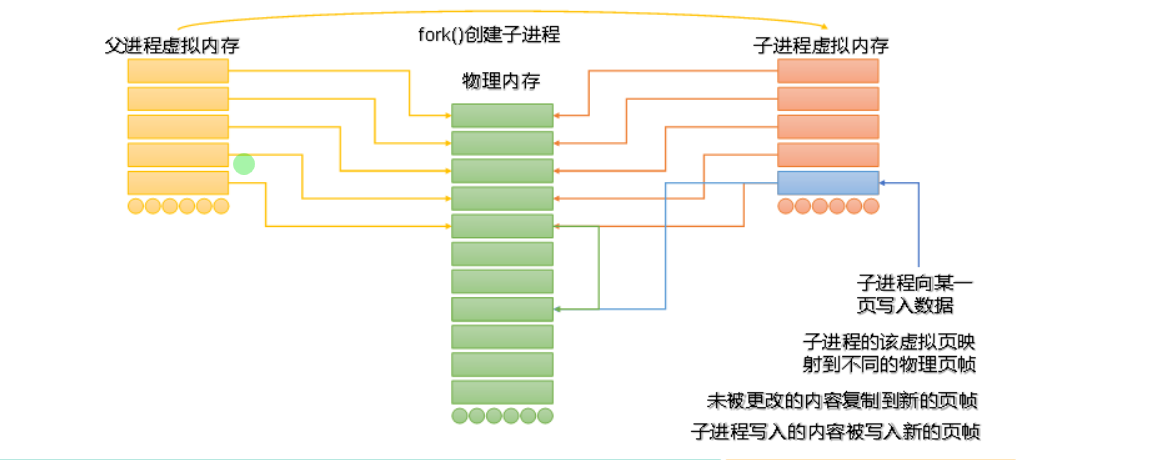 fork()创建子进程
父进程虚拟内存
子进程虚拟内存
物理内存
子进程向某一
页写入数据
子进程的该虚拟页映
射到不同的物理页帧
未被更改的内容复制到新的页帧
子进程写入的内容被写入新的页帧